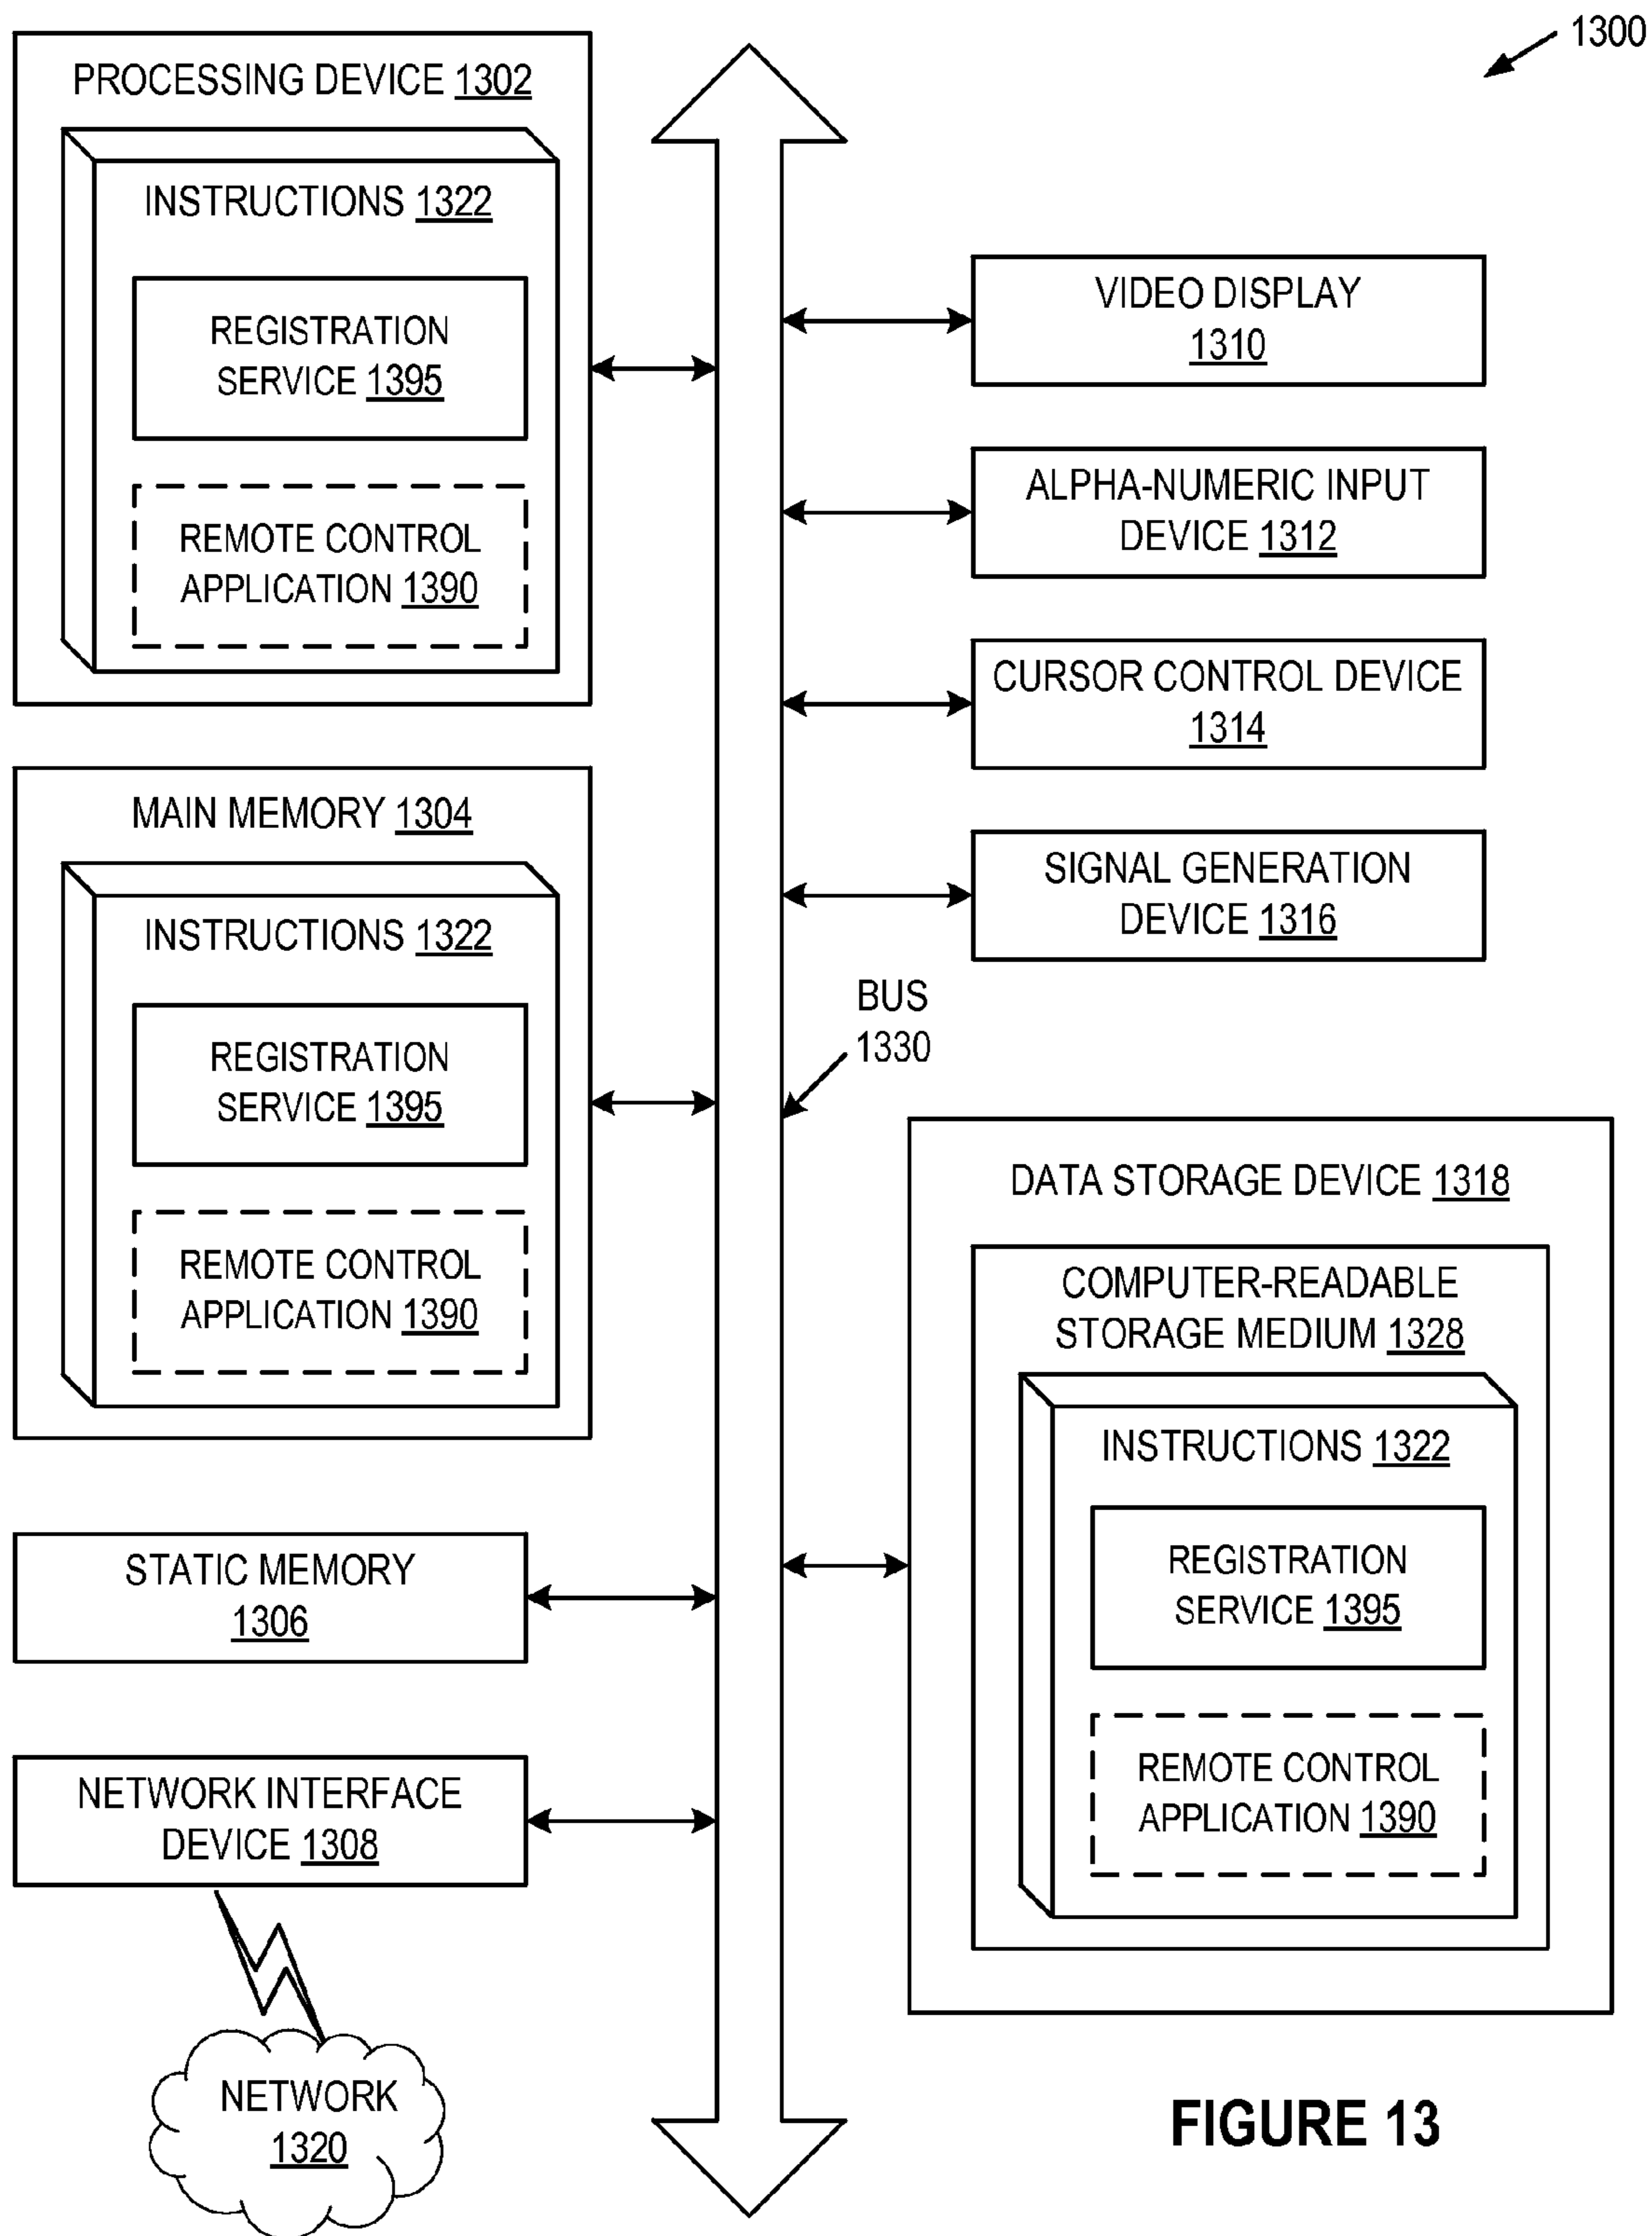 1300
PROCESSING DEVICE 1302
INSTRUCTIONS 1322
REGISTRATION
SERVICE 1395
REMOTE CONTROL
APPLICATION 1390
MAIN MEMORY 1304
INSTRUCTIONS 1322
REGISTRATION
SERVICE 1395
REMOTE CONTROL
APPLICATION 1390
STATIC MEMORY
1306
NETWORK INTERFACE
DEVICE 1308
NETWORK
1320
VIDEO DISPLAY
1310
ALPHA-NUMERIC INPUT
DEVICE 1312
CURSOR CONTROL DEVICE
1314
SIGNAL GENERATION
DEVICE 1316
BUS
1330
DATA STORAGE DEVICE 1318
COMPUTER-READABLE
STORAGE MEDIUM 1328
INSTRUCTIONS 1322
REGISTRATION
SERVICE 1395
REMOTE CONTROL
APPLICATION 1390
FIGURE 13